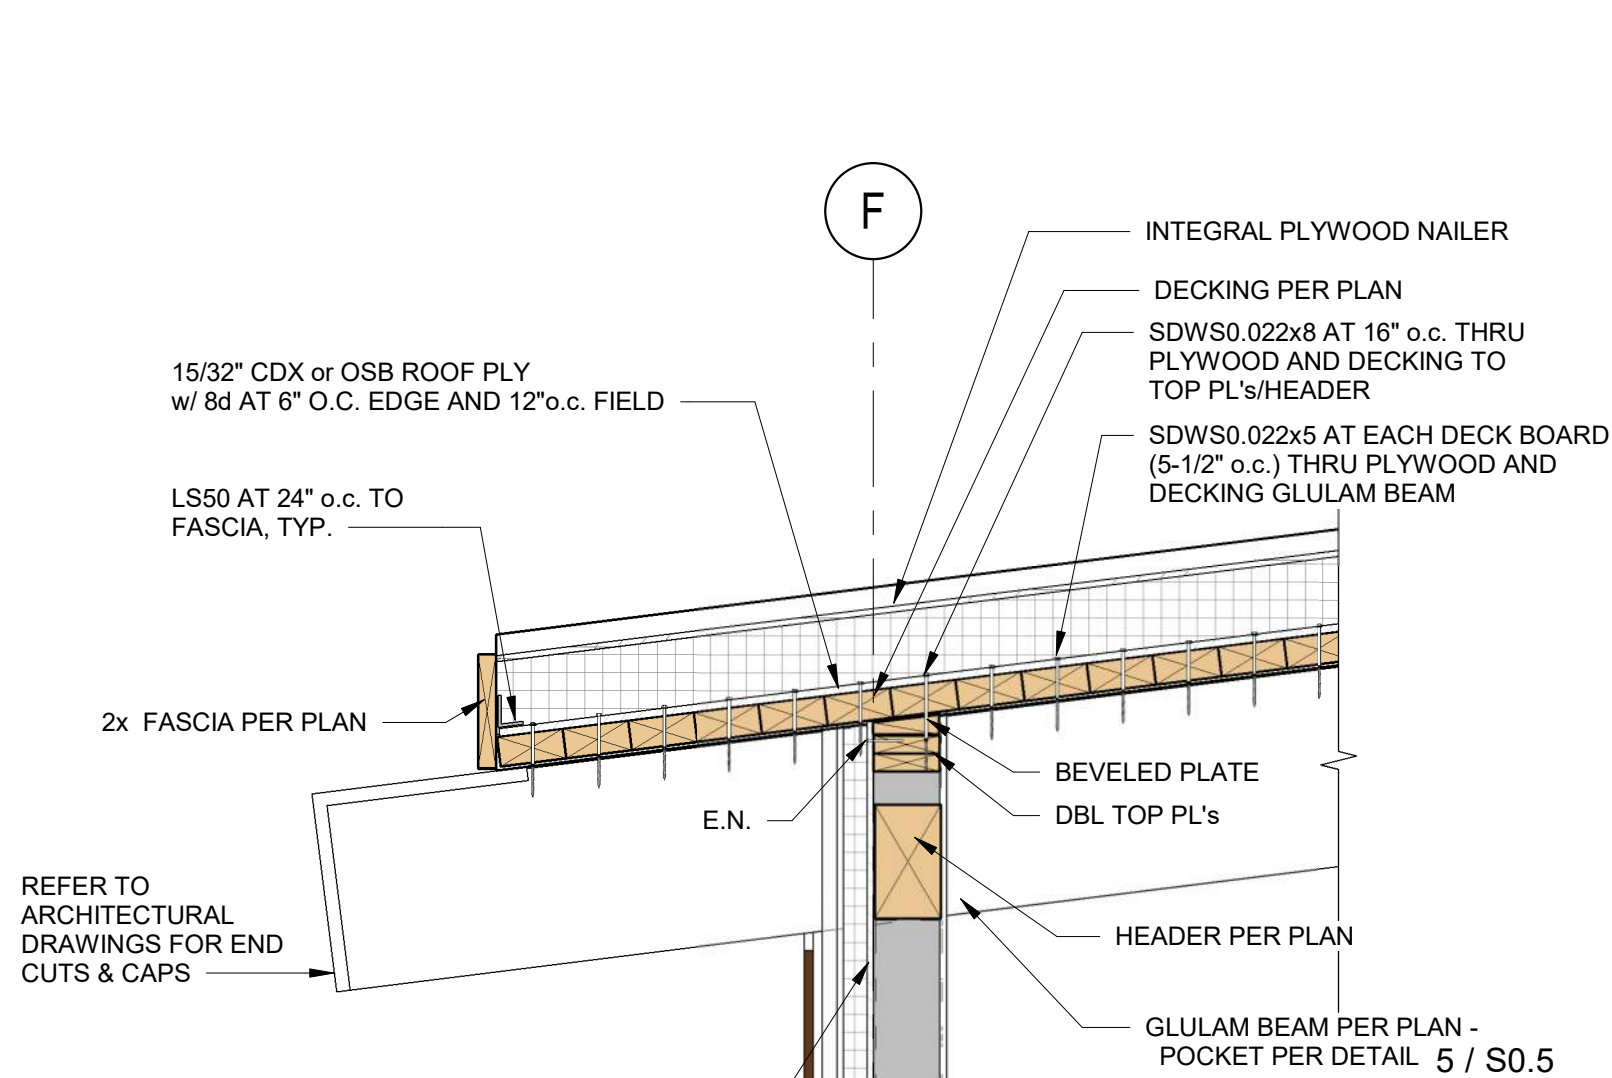 F
INTEGRAL PLYWOOD NAILER
DECKING PER PLAN
SDWS0.022x8 AT 16" o.c. THRU
PLYWOOD AND DECKING TO
TOP PL's/HEADER
15/32" CDX or OSB ROOF PLY
w/ 8d AT 6" O.C. EDGE AND 12"o.c. FIELD
SDWS0.022x5 AT EACH DECK BOARD
(5-1/2" o.c.) THRU PLYWOOD AND
DECKING GLULAM BEAM
LS50 AT 24" o.c. TO
FASCIA, TYP.
2x FASCIA PER PLAN
BEVELED PLATE
E.N.
DBL TOP PL's
REFER TO
ARCHITECTURAL
DRAWINGS FOR END
CUTS & CAPS
HEADER PER PLAN
GLULAM BEAM PER PLAN -
POCKET PER DETAIL 5 / S0.5